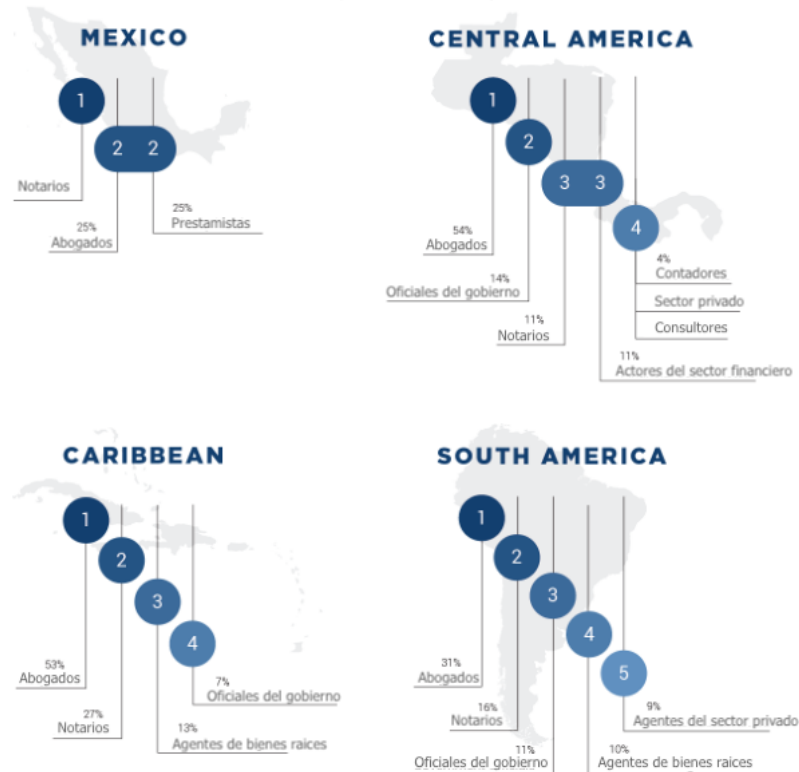 MEXICO
1
2 2
Notarios
25%
Abogados
25%
Prestamistas
CENTRAL AMERICA
1
2
3 3
4
54%
Abogados
14%
Oficiales del gobierno
11%
Notarios
11%
Actores del sector financiero
4%
Contadores
Sector privado
Consultores
CARIBBEAN
1
2
3
4
53%
Abogados
27%
Notarios
13%
Agentes de bienes raices
7%
Oficiales del gobierno
SOUTH AMERICA
1
2
3
4
5
31%
Abogados
16%
Notarios
11%
Oficiales del gobierno
10%
Agentes de bienes raices
9%
Agentes del sector privado